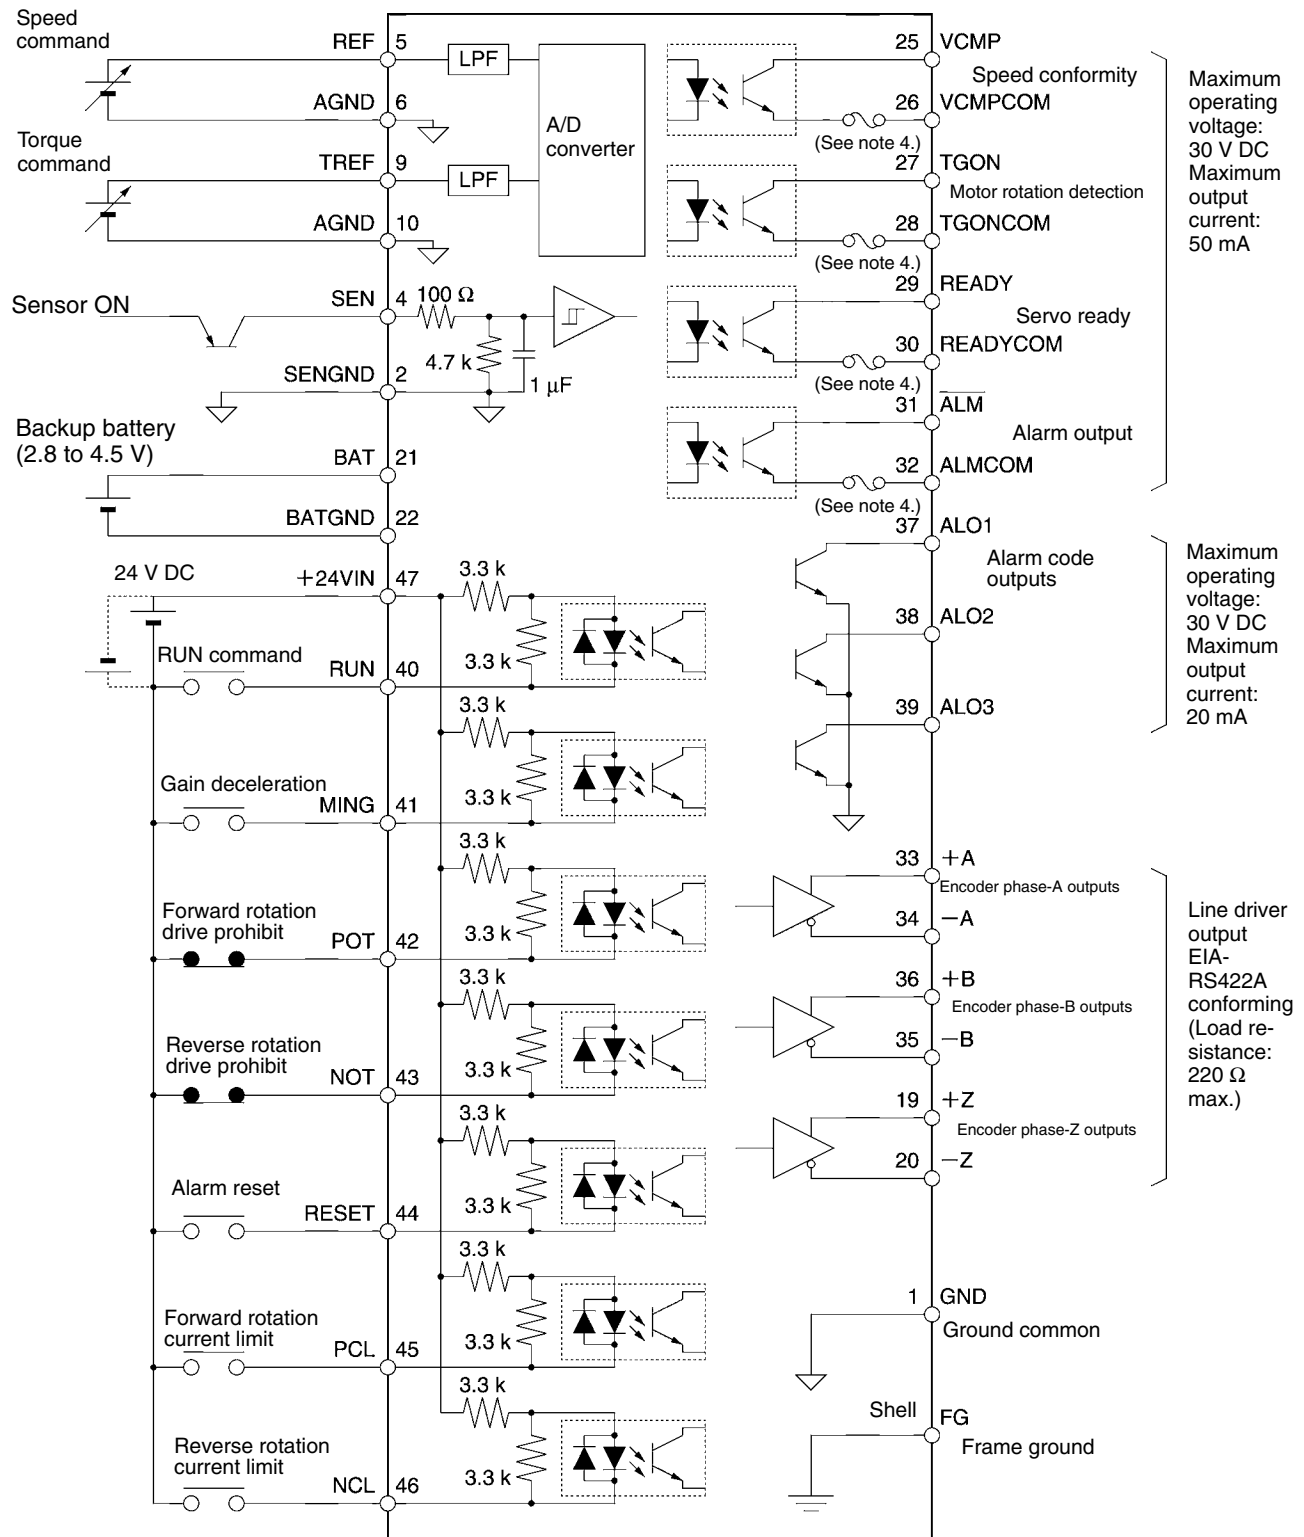 Speed
command
REF 5
LPF
AGND 6
A/D
converter
Torque
command
TREF 9
LPF
AGND 10
Sensor ON
SEN 4
100 Ω
4.7 k
1 µF
SENGND 2
Backup battery
(2.8 to 4.5 V)
BAT 21
BATGND 22
24 V DC
+24VIN 47
3.3 k
3.3 k
RUN command
RUN 40
3.3 k
3.3 k
Gain deceleration
MING 41
3.3 k
3.3 k
Forward rotation
drive prohibit
POT 42
3.3 k
3.3 k
Reverse rotation
drive prohibit
NOT 43
3.3 k
3.3 k
Alarm reset
RESET 44
3.3 k
3.3 k
Forward rotation
current limit
PCL 45
3.3 k
3.3 k
Reverse rotation
current limit
NCL 46
25 VCMP
Speed conformity
26 VCMPCOM
(See note 4.)
27 TGON
Motor rotation detection
28 TGONCOM
(See note 4.)
29 READY
Servo ready
30 READYCOM
(See note 4.)
31 ALM
Alarm output
32 ALMCOM
(See note 4.)
Maximum
operating
voltage:
30 V DC
Maximum
output
current:
50 mA
37 ALO1
Alarm code
outputs
38 ALO2
39 ALO3
Maximum
operating
voltage:
30 V DC
Maximum
output
current:
20 mA
33 +A
Encoder phase-A outputs
34 −A
36 +B
Encoder phase-B outputs
35 −B
19 +Z
Encoder phase-Z outputs
20 −Z
Line driver
output
EIA-
RS422A
conforming
(Load re-
sistance:
220 Ω
max.)
1 GND
Ground common
Shell FG
Frame ground